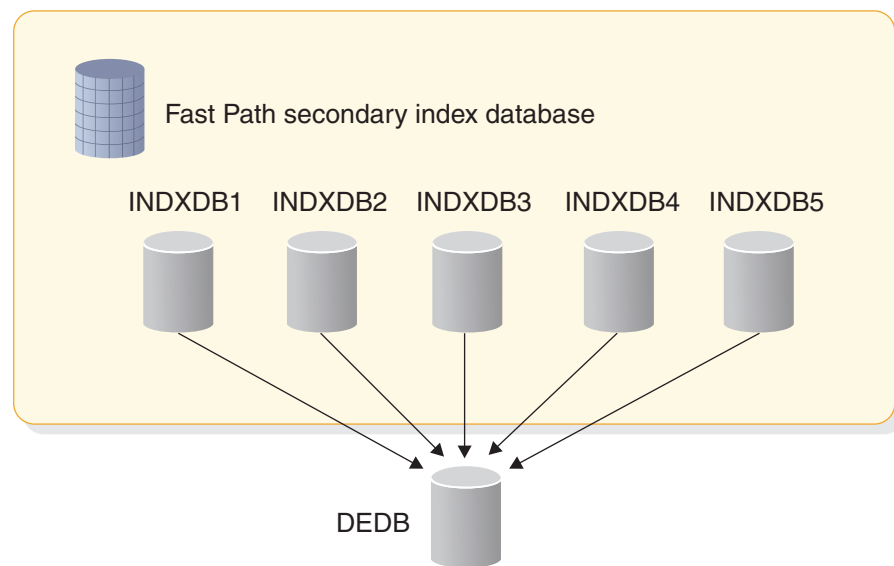 Fast Path secondary index database
INDXDB1 INDXDB2 INDXDB3 INDXDB4 INDXDB5
DEDB